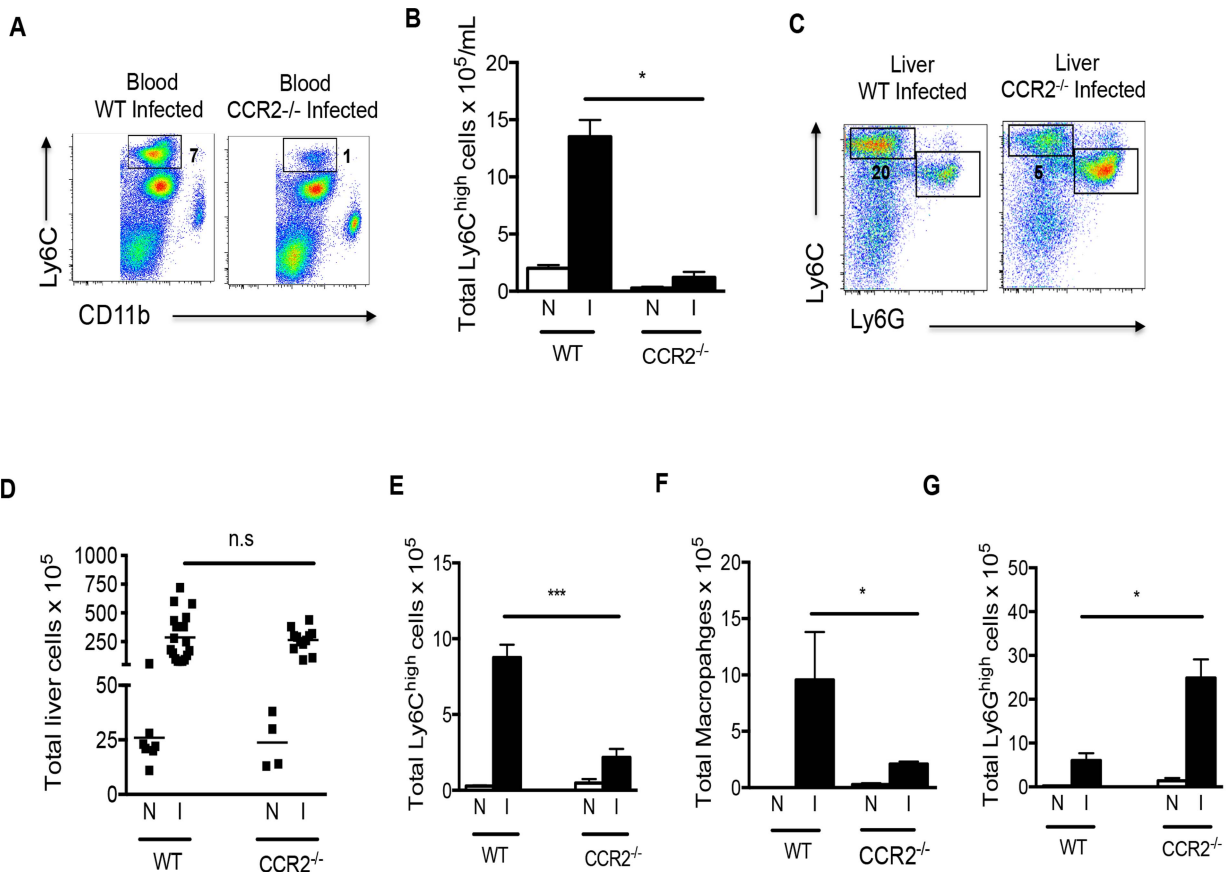 A
Blood
WT Infected
Blood
CCR2-/- Infected
7
1
Ly6C
CD11b
B
Total Ly6C^high cells x 10^5/mL
20
15
10
5
0
*
N I N I
WT CCR2^-/-
C
Liver
WT Infected
Liver
CCR2^-/- Infected
20
5
Ly6C
Ly6G
D
Total liver cells x 10^5
1000
750
500
250
50
25
0
n.s
N I N I
WT CCR2^-/-
E
Total Ly6C^high cells x 10^5
15
10
5
0
***
N I N I
WT CCR2^-/-
F
Total Macropahges x 10^5
20
15
10
5
0
*
N I N I
WT CCR2^-/-
G
Total Ly6G^high cells x 10^5
50
40
30
20
10
0
*
N I N I
WT CCR2^-/-